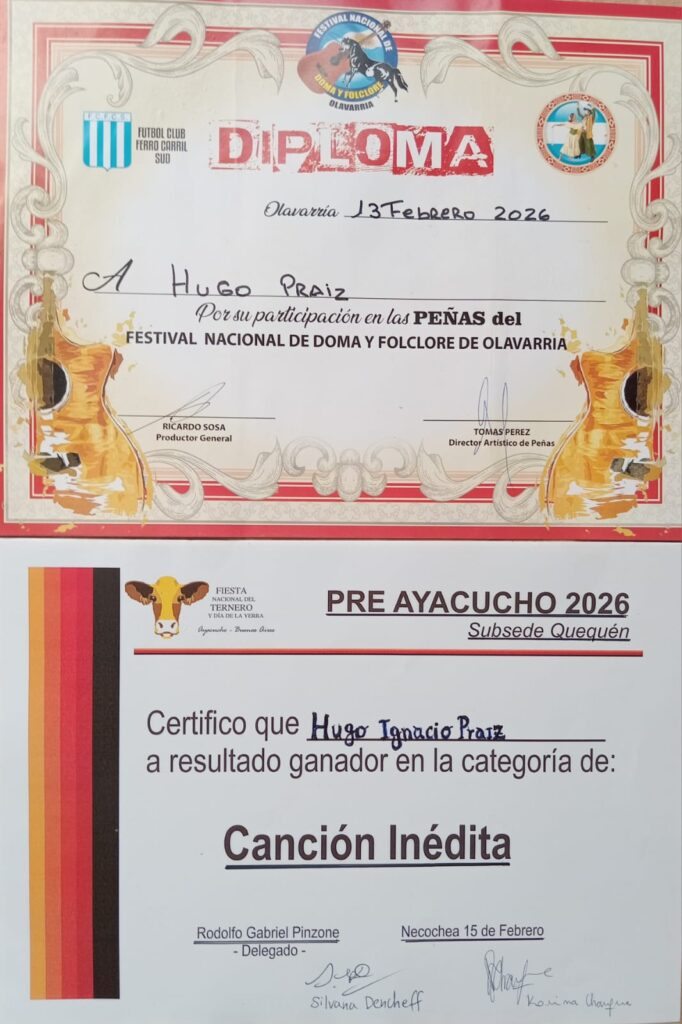 FESTIVAL NACIONAL DE
DOMA Y FOLCLORE
OLAVARRIA
F.C.F.C.S.
FUTBOL CLUB
FERRO CARRIL
SUD
DIPLOMA
Olavarría 13 Febrero 2026
A Hugo Praiz
Por su participación en las PEÑAS del
FESTIVAL NACIONAL DE DOMA Y FOLCLORE DE OLAVARRIA
RICARDO SOSA
Productor General
TOMAS PEREZ
Director Artístico de Peñas
FIESTA
NACIONAL DEL
TERNERO
Y DÍA DE LA YERRA
Ayacucho - Buenos Aires
PRE AYACUCHO 2026
Subsede Quequén
Certifico que Hugo Ignacio Praiz
a resultado ganador en la categoría de:
Canción Inédita
Rodolfo Gabriel Pinzone
- Delegado -
Necochea 15 de Febrero
Silvana Dencheff
Karina